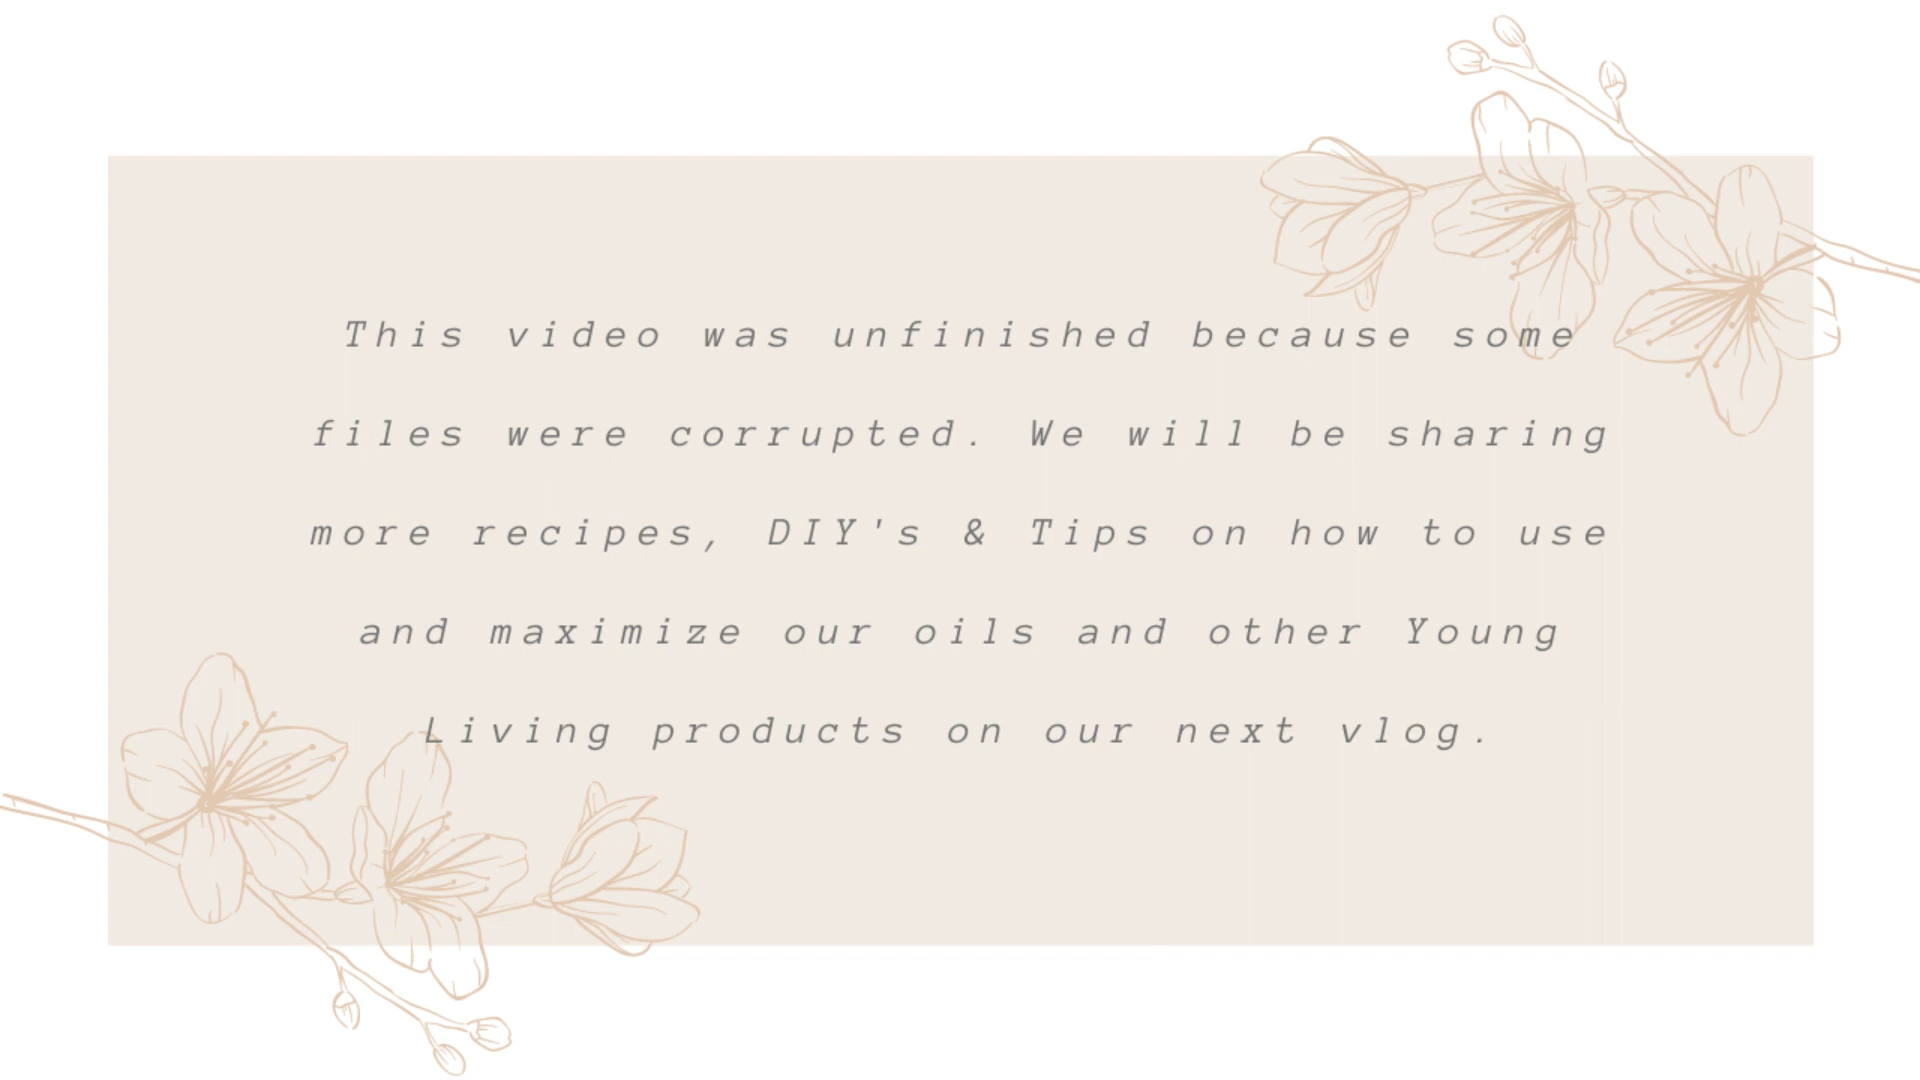 This video was unfinished because some
files were corrupted. We will be sharing
more recipes, DIY's & Tips on how to use
and maximize our oils and other Young
Living products on our next vlog.